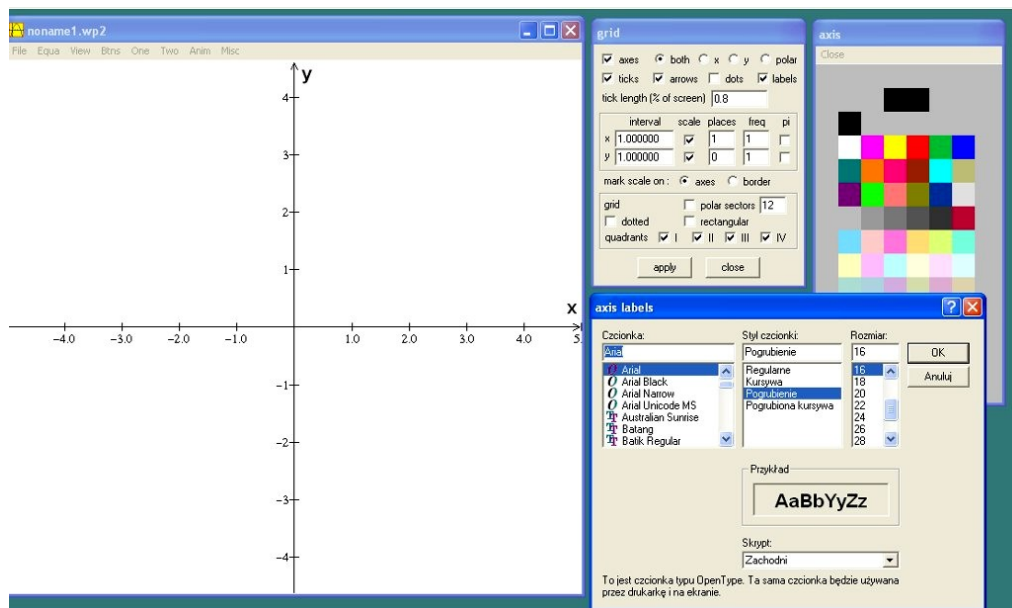 noname1.wp2
File Equa View Btns One Two Anim Misc
y
4
3
2
1
x
-4.0 -3.0 -2.0 -1.0 1.0 2.0 3.0 4.0 5.
-1
-2
-3
-4
grid
axes both x y polar
ticks arrows dots labels
tick length (% of screen) 0.8
interval scale places freq pi
x 1.000000 1 1
y 1.000000 0 1
mark scale on : axes border
grid polar sectors 12
dotted rectangular
quadrants I II III IV
apply close
axis
Close
axis labels
Czcionka: Styl czcionki: Rozmiar:
Arial Pogrubienie 16 OK
Arial Regularne 16
Arial Black Kursywa 18 Anuluj
Arial Narrow Pogrubienie 20
Arial Unicode MS Pogrubiona kursywa 22
Australian Sunrise 24
Batang 26
Batik Regular 28
Przykład
AaBbYyZz
Skrypt:
Zachodni
To jest czcionka typu OpenType. Ta sama czcionka będzie używana
przez drukarkę i na ekranie.